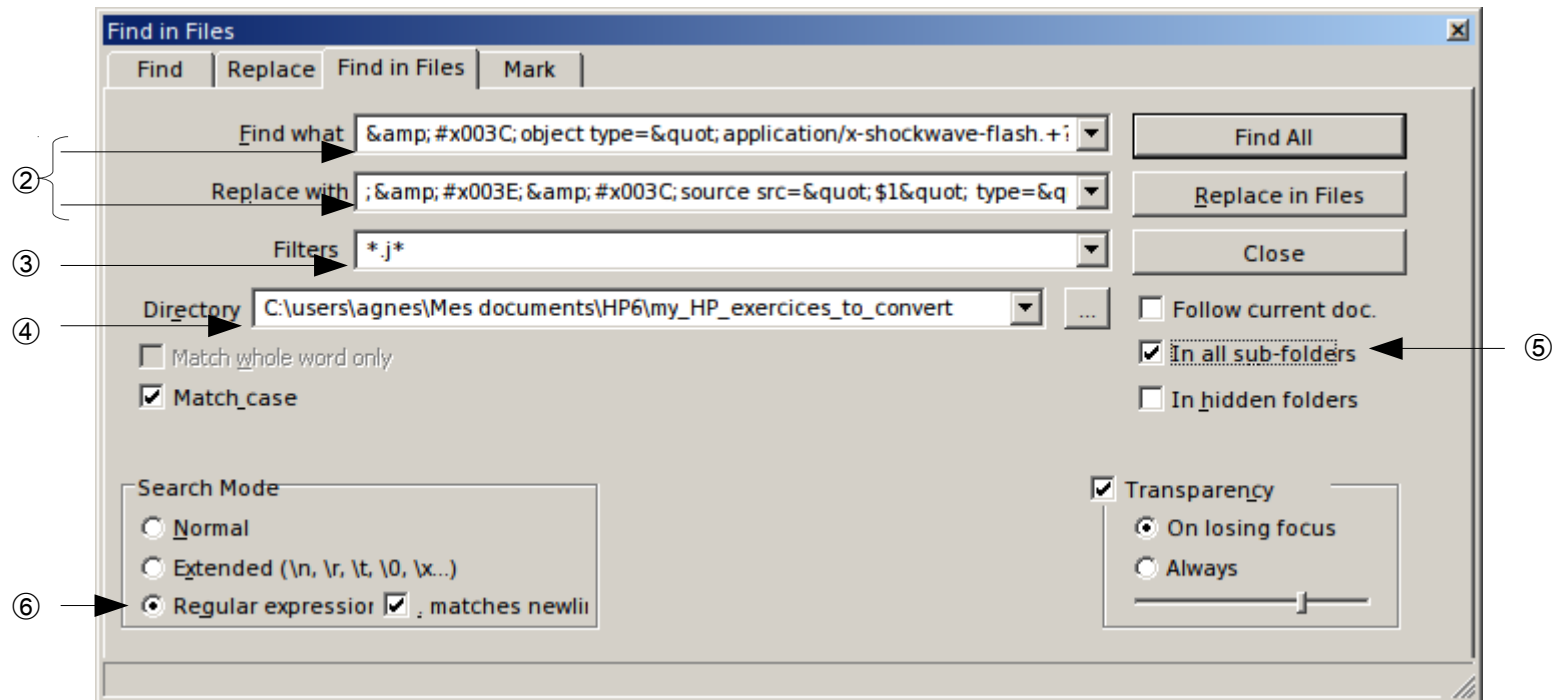 Find in Files
Find Replace Find in Files Mark
Find what &amp;#x003C;object type=&quot;application/x-shockwave-flash.+? Find All
② Replace with ;&amp;#x003E;&amp;#x003C;source src=&quot;$1&quot; type=&q Replace in Files
③ Filters *.j* Close
④ Directory C:\users\agnes\Mes documents\HP6\my_HP_exercices_to_convert ... Follow current doc.
Match whole word only In all sub-folders ⑤
Match case In hidden folders
Search Mode Transparency
Normal On losing focus
Extended (\n, \r, \t, \0, \x...) Always
⑥ Regular expression . matches newlin